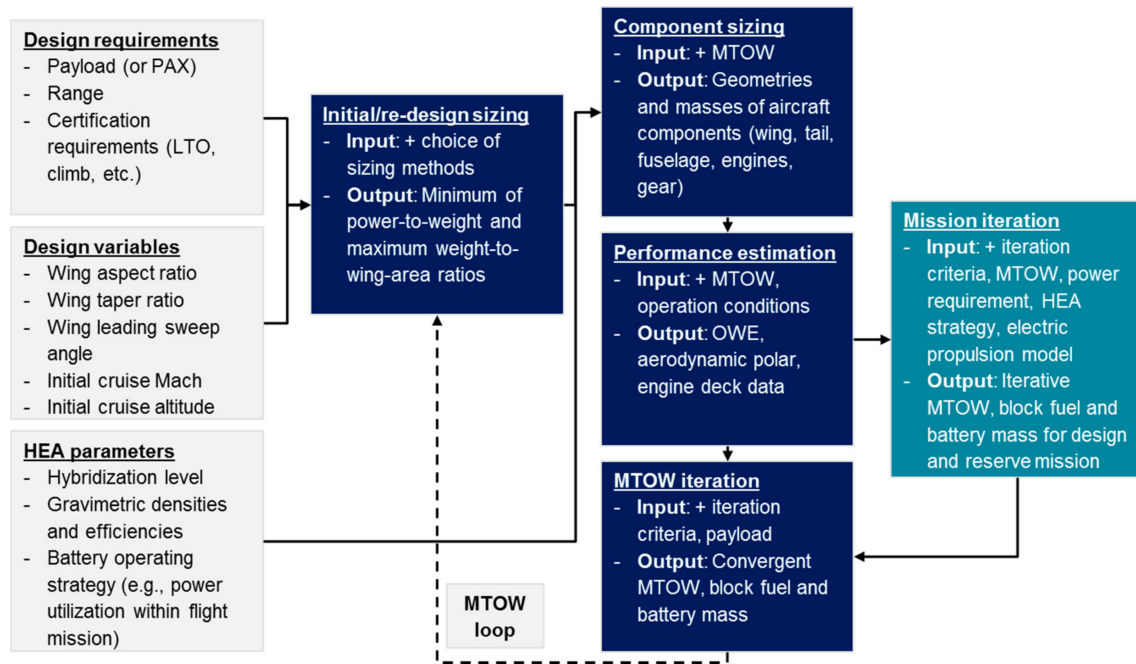 Design requirements
- Payload (or PAX)
- Range
- Certification
requirements (LTO,
climb, etc.)
Design variables
- Wing aspect ratio
- Wing taper ratio
- Wing leading sweep
angle
- Initial cruise Mach
- Initial cruise altitude
HEA parameters
- Hybridization level
- Gravimetric densities
and efficiencies
- Battery operating
strategy (e.g., power
utilization within flight
mission)
Initial/re-design sizing
- Input: + choice of
sizing methods
- Output: Minimum of
power-to-weight and
maximum weight-to-
wing-area ratios
MTOW
loop
Component sizing
- Input: + MTOW
- Output: Geometries
and masses of aircraft
components (wing, tail,
fuselage, engines,
gear)
Performance estimation
- Input: + MTOW,
operation conditions
- Output: OWE,
aerodynamic polar,
engine deck data
MTOW iteration
- Input: + iteration
criteria, payload
- Output: Convergent
MTOW, block fuel and
battery mass
Mission iteration
- Input: + iteration
criteria, MTOW, power
requirement, HEA
strategy, electric
propulsion model
- Output: Iterative
MTOW, block fuel and
battery mass for design
and reserve mission